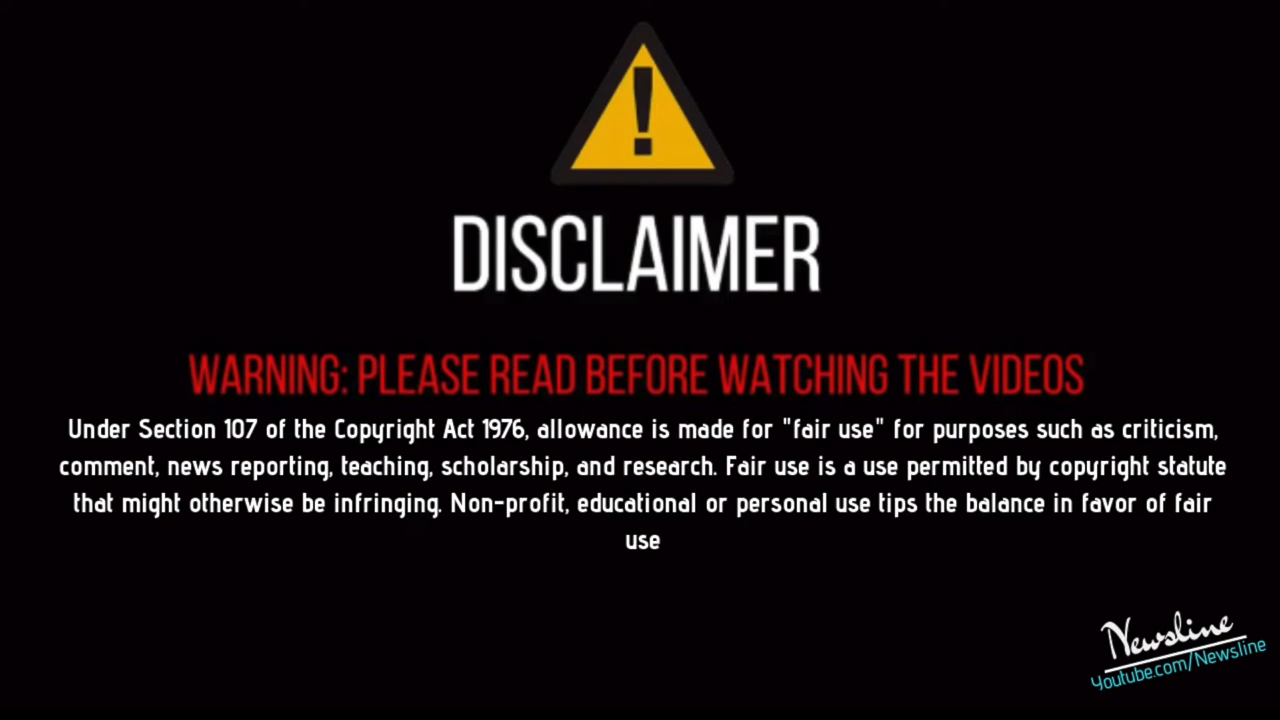 !
DISCLAIMER
WARNING: PLEASE READ BEFORE WATCHING THE VIDEOS
Under Section 107 of the Copyright Act 1976, allowance is made for "fair use" for purposes such as criticism,
comment, news reporting, teaching, scholarship, and research. Fair use is a use permitted by copyright statute
that might otherwise be infringing. Non-profit, educational or personal use tips the balance in favor of fair
use
Newsline
Youtube.com/Newsline